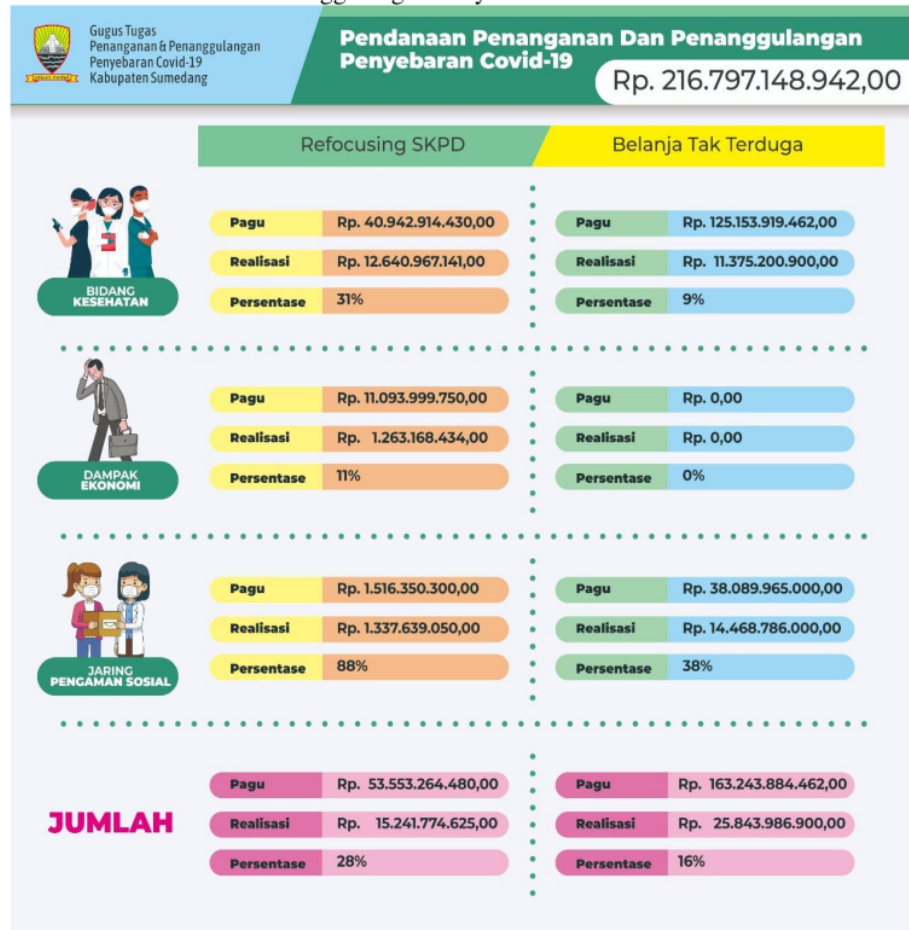 Gugus Tugas
Penanganan & Penanggulangan
Penyebaran Covid-19
Kabupaten Sumedang
Pendanaan Penanganan Dan Penanggulangan
Penyebaran Covid-19
Rp. 216.797.148.942,00
Refocusing SKPD
Belanja Tak Terduga
BIDANG
KESEHATAN
Pagu Rp. 40.942.914.430,00
Realisasi Rp. 12.640.967.141,00
Persentase 31%
Pagu Rp. 125.153.919.462,00
Realisasi Rp. 11.375.200.900,00
Persentase 9%
DAMPAK
EKONOMI
Pagu Rp. 11.093.999.750,00
Realisasi Rp. 1.263.168.434,00
Persentase 11%
Pagu Rp. 0,00
Realisasi Rp. 0,00
Persentase 0%
JARING
PENGAMAN SOSIAL
Pagu Rp. 1.516.350.300,00
Realisasi Rp. 1.337.639.050,00
Persentase 88%
Pagu Rp. 38.089.965.000,00
Realisasi Rp. 14.468.786.000,00
Persentase 38%
JUMLAH
Pagu Rp. 53.553.264.480,00
Realisasi Rp. 15.241.774.625,00
Persentase 28%
Pagu Rp. 163.243.884.462,00
Realisasi Rp. 25.843.986.900,00
Persentase 16%